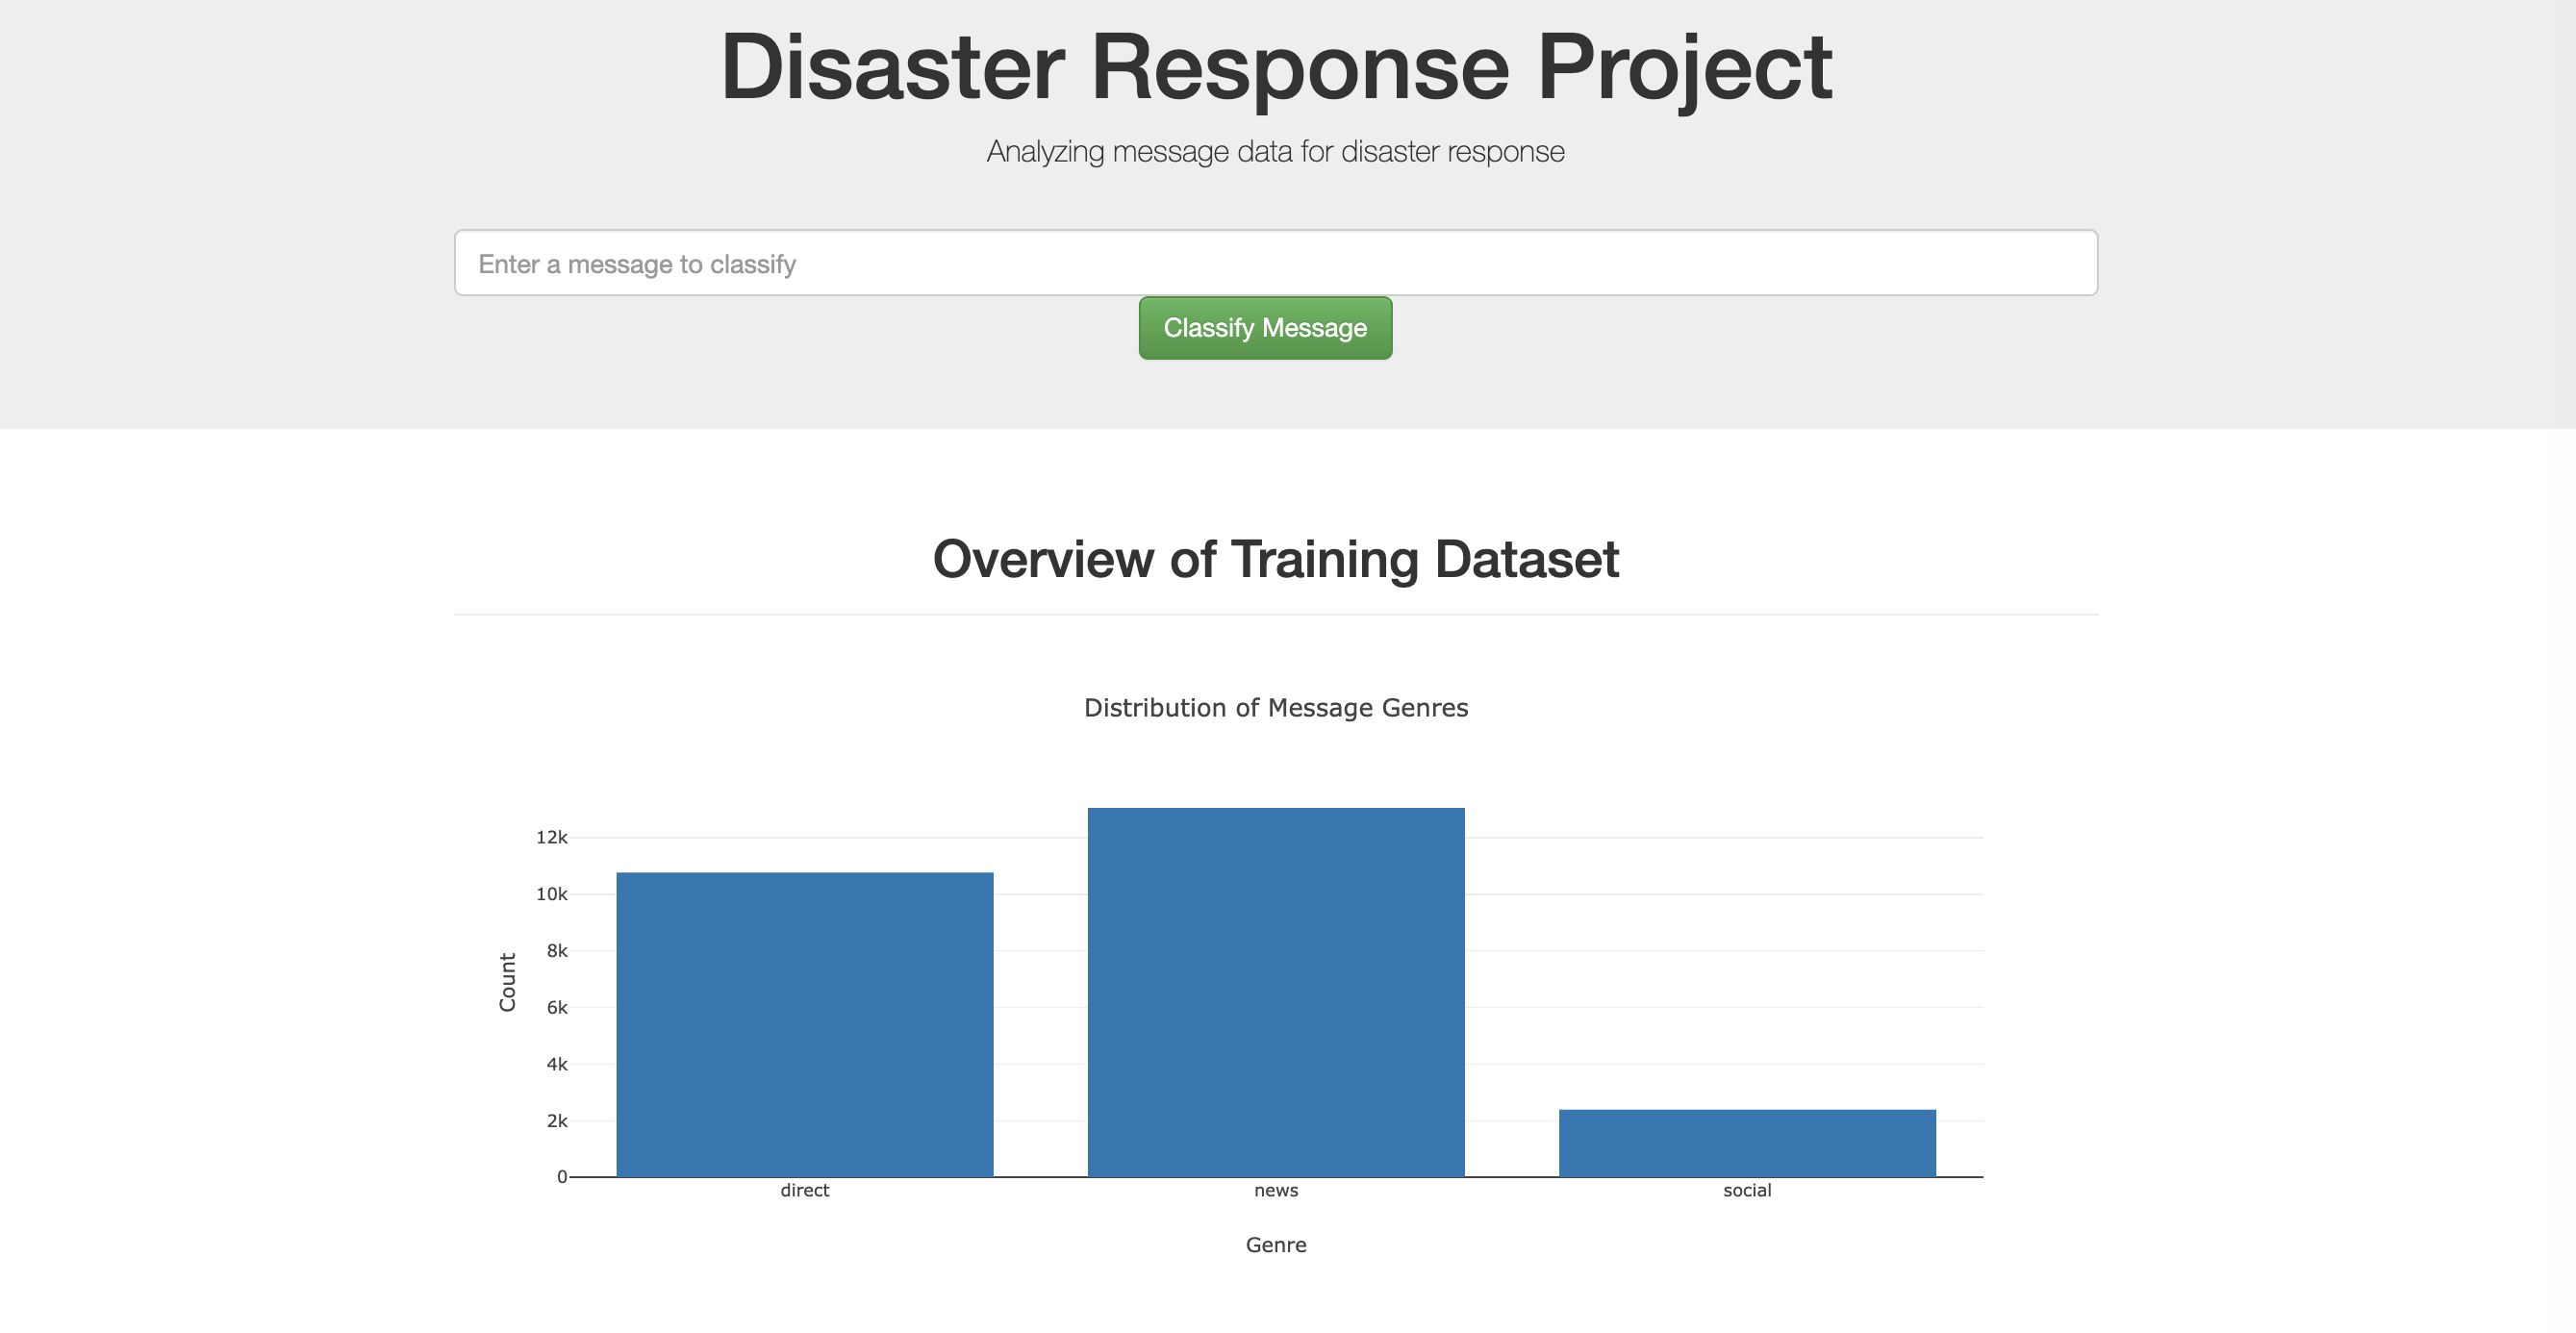 Disaster Response Project
Analyzing message data for disaster response
Enter a message to classify
Classify Message
Overview of Training Dataset
Distribution of Message Genres
12k
10k
8k
6k
4k
2k
0
Count
direct news social
Genre